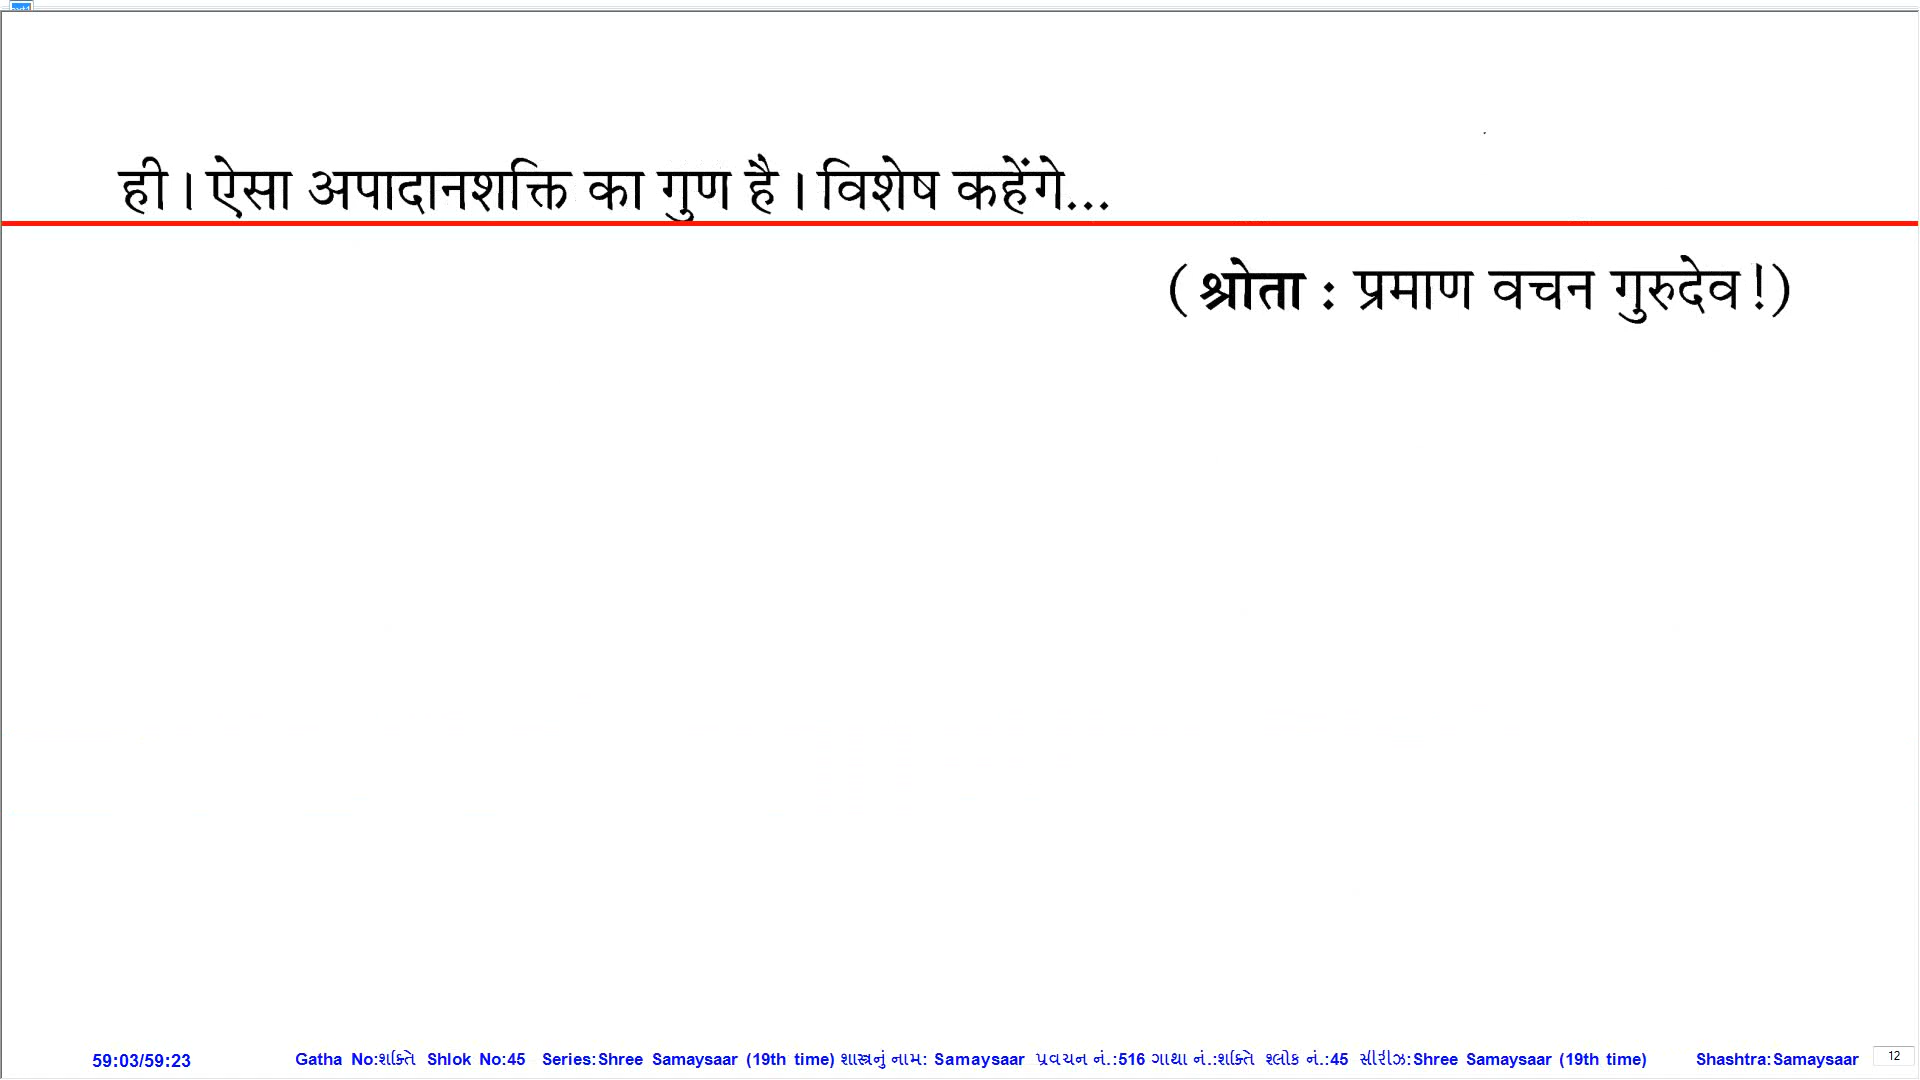 ही। ऐसा अपादानशक्ति का गुण है। विशेष कहेंगे...
(श्रोता : प्रमाण वचन गुरुदेव!)
59:03/59:23 Gatha No:શક્તિ Shlok No:45 Series:Shree Samaysaar (19th time) શાસ્ત્રનું નામ: Samaysaar પ્રવચન નં.:516 ગાથા નં.:શક્તિ શ્લોક નં.:45 સીરીઝ:Shree Samaysaar (19th time) Shashtra:Samaysaar 12